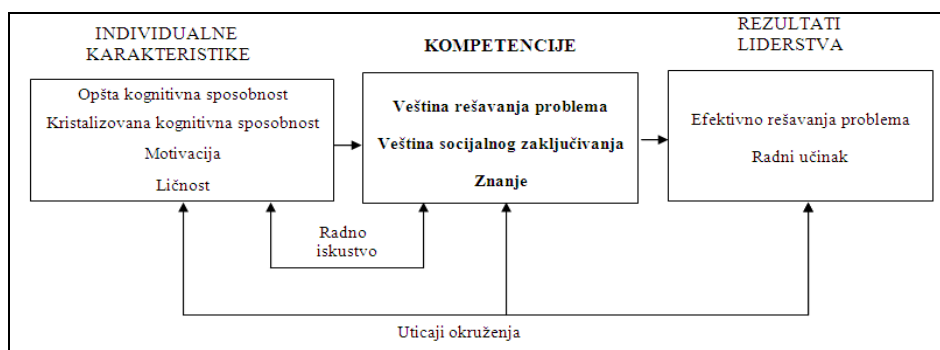 INDIVIDUALNE
KARAKTERISTIKE
Opšta kognitivna sposobnost
Kristalizovana kognitivna sposobnost
Motivacija
Ličnost
KOMPETENCIJE
Veština rešavanja problema
Veština socijalnog zaključivanja
Znanje
REZULTATI
LIDERSTVA
Efektivno rešavanja problema
Radni učinak
Radno
iskustvo
Uticaji okruženja